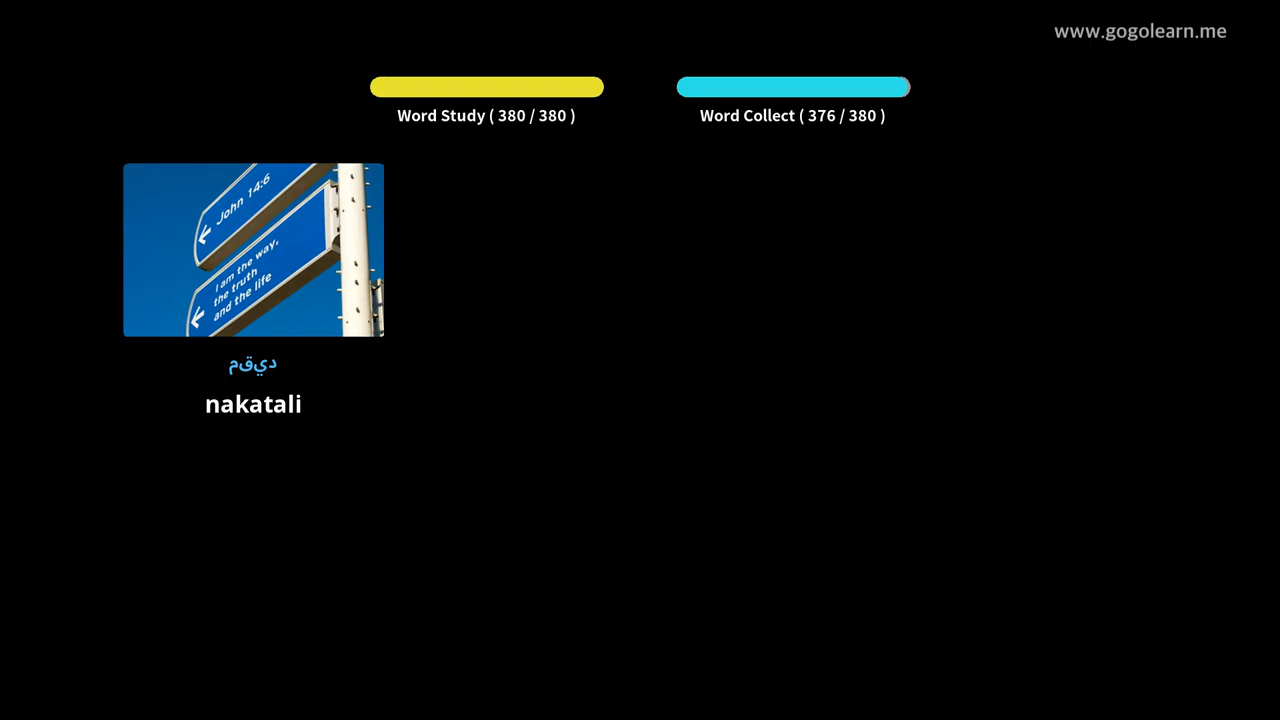 www.gogolearn.me
Word Study ( 380 / 380 )
Word Collect ( 376 / 380 )
John 14:6
I am the way,
the truth
and the life
ديقم
nakatali